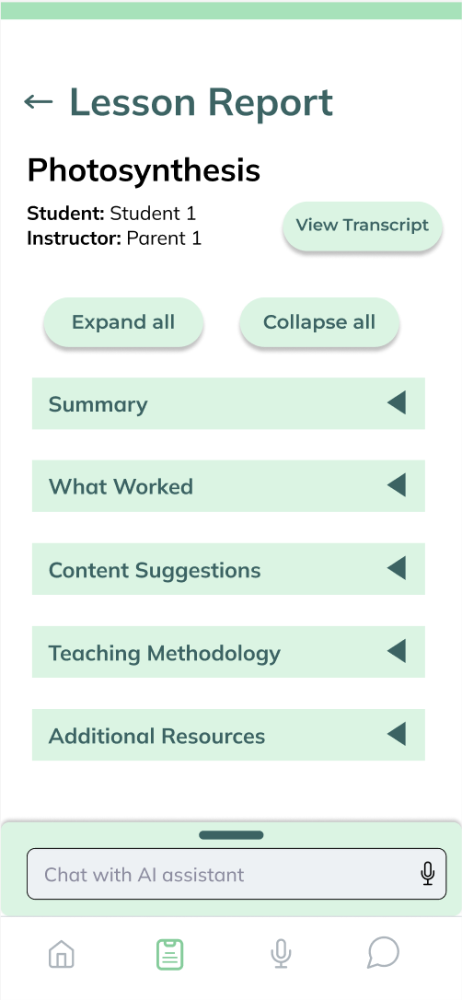 ← Lesson Report
Photosynthesis
Student: Student 1
Instructor: Parent 1
View Transcript
Expand all
Collapse all
Summary
What Worked
Content Suggestions
Teaching Methodology
Additional Resources
Chat with AI assistant